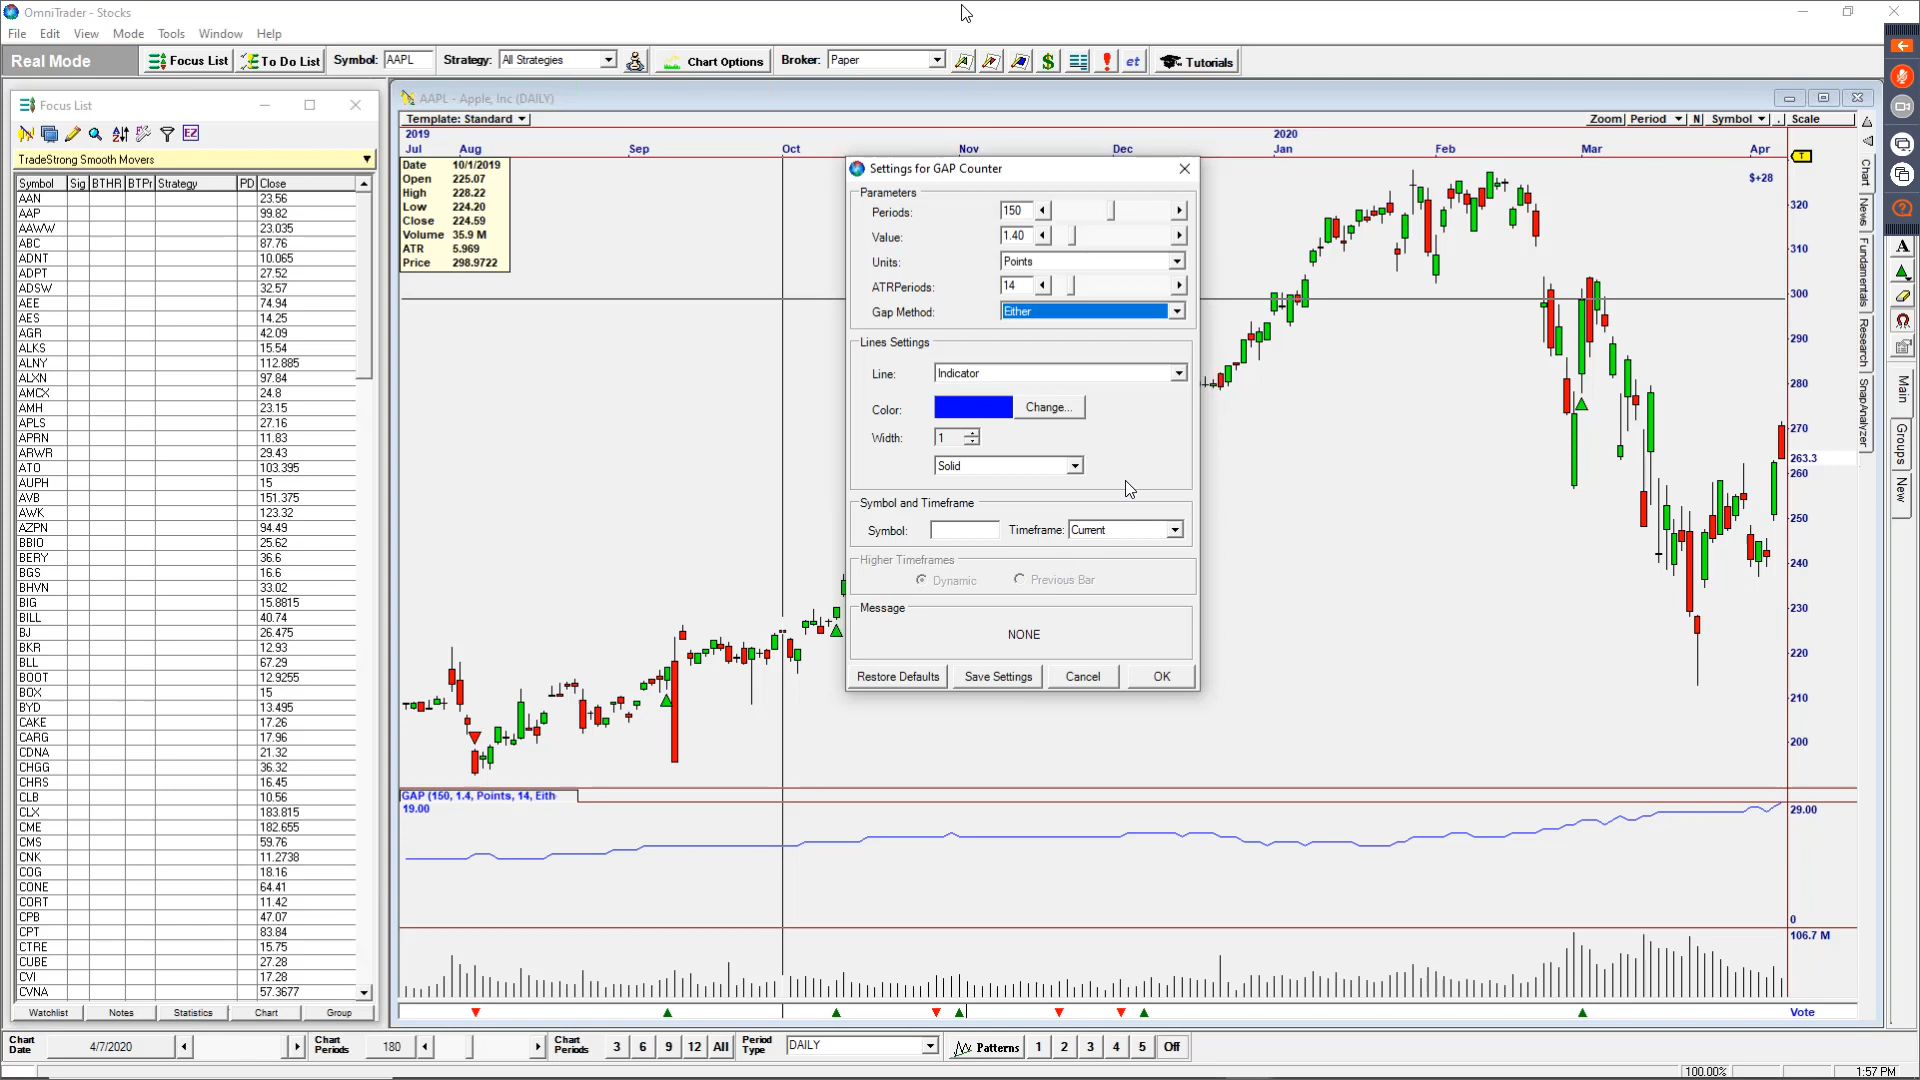 OmniTrader - Stocks
File Edit View Mode Tools Window Help
Real Mode Focus List To Do List Symbol: AAPL Strategy: All Strategies Chart Options Broker: Paper $ ! et Tutorials
Focus List
EZ
TradeStrong Smooth Movers
Symbol Sig BTHR BTPr Strategy PD Close
AAN 23.56
AAP 99.82
AAWW 23.035
ABC 87.76
ADNT 10.065
ADPT 27.52
ADSW 32.57
AEE 74.94
AES 14.25
AGR 42.09
ALKS 15.54
ALNY 112.885
ALXN 97.84
AMCX 24.8
AMH 23.15
APLS 27.16
APRN 11.83
ARWR 29.43
ATO 103.395
AUPH 15
AVB 151.375
AWK 123.32
AZPN 94.49
BBIO 25.62
BERY 36.6
BGS 16.6
BHVN 33.02
BIG 15.8815
BILL 40.74
BJ 26.475
BKR 12.93
BLL 67.29
BOOT 12.9255
BOX 15
BYD 13.495
CAKE 17.26
CARG 17.96
CDNA 21.32
CHGG 36.32
CHRS 16.45
CLB 10.56
CLX 183.815
CME 182.655
CMS 59.76
CNK 11.2738
COG 18.16
CONE 64.41
CORT 11.42
CPB 47.07
CPT 83.84
CTRE 15.75
CUBE 27.28
CVI 17.28
CVNA 57.3677
Watchlist Notes Statistics Chart Group
AAPL - Apple, Inc (DAILY)
Template: Standard Zoom Period N Symbol . Scale
2019 2020
Jul Aug Sep Oct Nov Dec Jan Feb Mar Apr
Date 10/1/2019
Open 225.07
High 228.22
Low 224.20
Close 224.59
Volume 35.9 M
ATR 5.969
Price 298.9722
T
$+28
320
310
300
290
280
270
263.3
260
250
240
230
220
210
200
Settings for GAP Counter
Parameters
Periods: 150
Value: 1.40
Units: Points
ATRPeriods: 14
Gap Method: Either
Lines Settings
Line: Indicator
Color: Change...
Width: 1
Solid
Symbol and Timeframe
Symbol: Timeframe: Current
Higher Timeframes
Dynamic Previous Bar
Message
NONE
Restore Defaults Save Settings Cancel OK
GAP (150, 1.4, Points, 14, Eith
19.00
29.00
0
106.7 M
Vote
Chart
News
Fundamentals
Research
SnapAnalyzer
A
Main
Groups
New
Chart Date 4/7/2020 Chart Periods 180 Chart Periods 3 6 9 12 All Period Type DAILY Patterns 1 2 3 4 5 Off
100.00% 1:57 PM